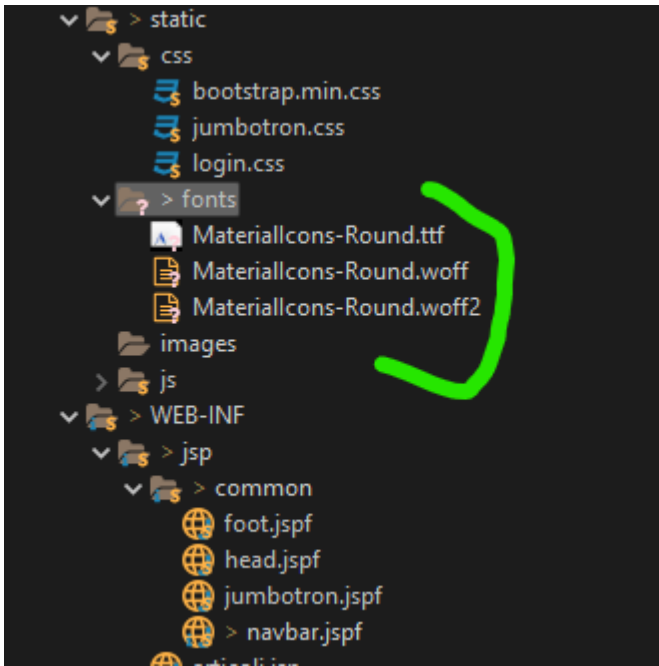 > static
css
bootstrap.min.css
jumbotron.css
login.css
> fonts
MaterialIcons-Round.ttf
MaterialIcons-Round.woff
MaterialIcons-Round.woff2
images
js
> WEB-INF
> jsp
> common
foot.jspf
head.jspf
jumbotron.jspf
> navbar.jspf